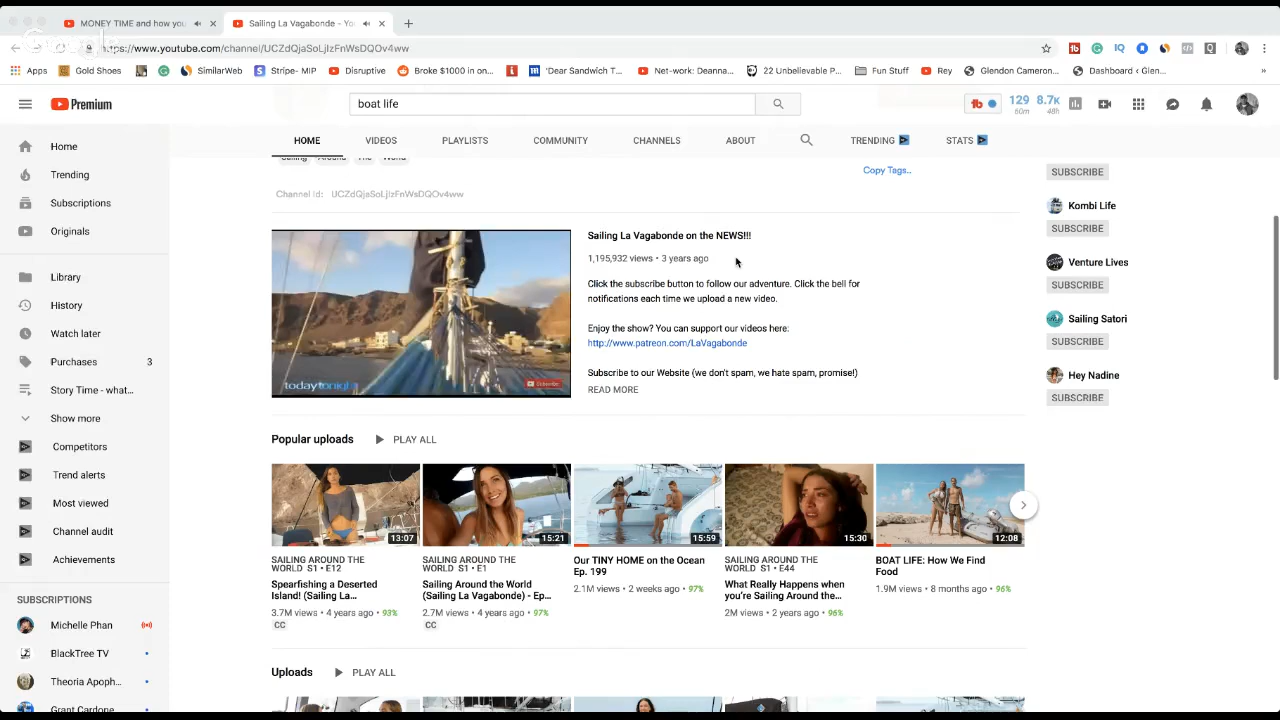 MONEY TIME and how you
Sailing La Vagabonde - Yo
https://www.youtube.com/channel/UCZdQjaSoLjIzFnWsDQOv4ww
Apps
Gold Shoes
SimilarWeb
Stripe- MIP
Disruptive
Broke $1000 in on...
'Dear Sandwich T...
Net-work: Deanna...
22 Unbelievable P...
Fun Stuff
Rey
Glendon Cameron...
Dashboard ‹ Glen...
»
Premium
boat life
tb
129
60m
8.7K
48h
HOME
VIDEOS
PLAYLISTS
COMMUNITY
CHANNELS
ABOUT
TRENDING
STATS
Home
Trending
Subscriptions
Originals
Library
History
Watch later
Purchases 3
Story Time - what...
Show more
Competitors
Trend alerts
Most viewed
Channel audit
Achievements
SUBSCRIPTIONS
Michelle Phan
BlackTree TV
Theoria Apoph...
Grant Cardone
Sailing Around The World
Copy Tags..
Channel Id: UCZdQjaSoLjIzFnWsDQOv4ww
todaytonight
Subscribe
Sailing La Vagabonde on the NEWS!!!
1,195,932 views • 3 years ago
Click the subscribe button to follow our adventure. Click the bell for
notifications each time we upload a new video.
Enjoy the show? You can support our videos here:
http://www.patreon.com/LaVagabonde
Subscribe to our Website (we don't spam, we hate spam, promise!)
READ MORE
Popular uploads
PLAY ALL
13:07
SAILING AROUND THE
WORLD S1 • E12
Spearfishing a Deserted
Island! (Sailing La...
3.7M views • 4 years ago • 93%
CC
15:21
SAILING AROUND THE
WORLD S1 • E1
Sailing Around the World
(Sailing La Vagabonde) - Ep...
2.7M views • 4 years ago • 97%
CC
15:59
Our TINY HOME on the Ocean
Ep. 199
2.1M views • 2 weeks ago • 97%
15:30
SAILING AROUND THE
WORLD S1 • E44
What Really Happens when
you're Sailing Around the...
2M views • 2 years ago • 96%
12:08
BOAT LIFE: How We Find
Food
1.9M views • 8 months ago • 96%
Uploads
PLAY ALL
SUBSCRIBE
Kombi Life
SUBSCRIBE
Venture Lives
SUBSCRIBE
Sailing Satori
SUBSCRIBE
Hey Nadine
SUBSCRIBE